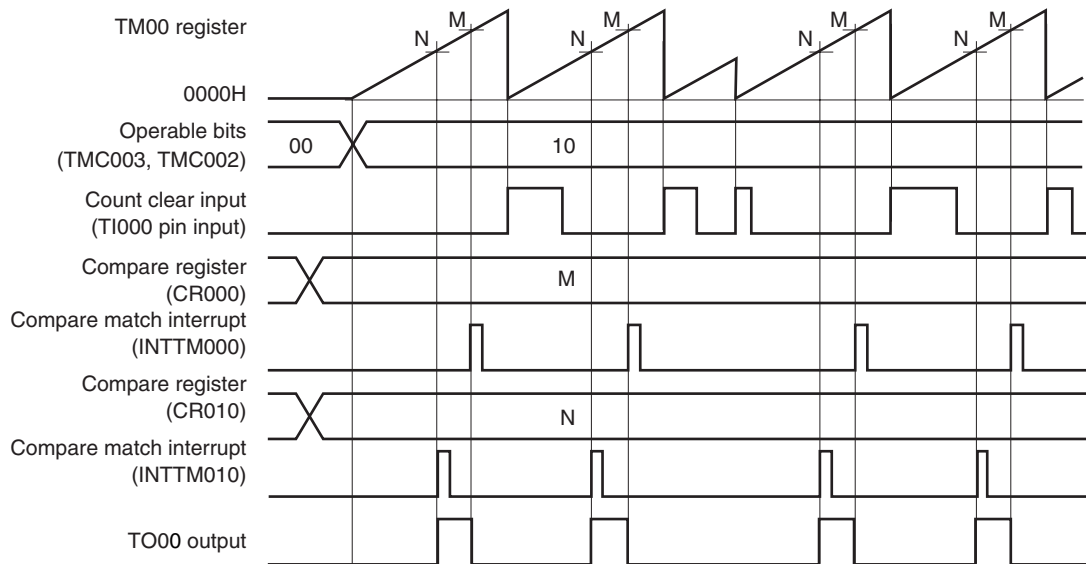 TM00 register
N M N M N M N M
0000H
Operable bits
(TMC003, TMC002)
00 10
Count clear input
(TI000 pin input)
Compare register
(CR000)
M
Compare match interrupt
(INTTM000)
Compare register
(CR010)
N
Compare match interrupt
(INTTM010)
TO00 output